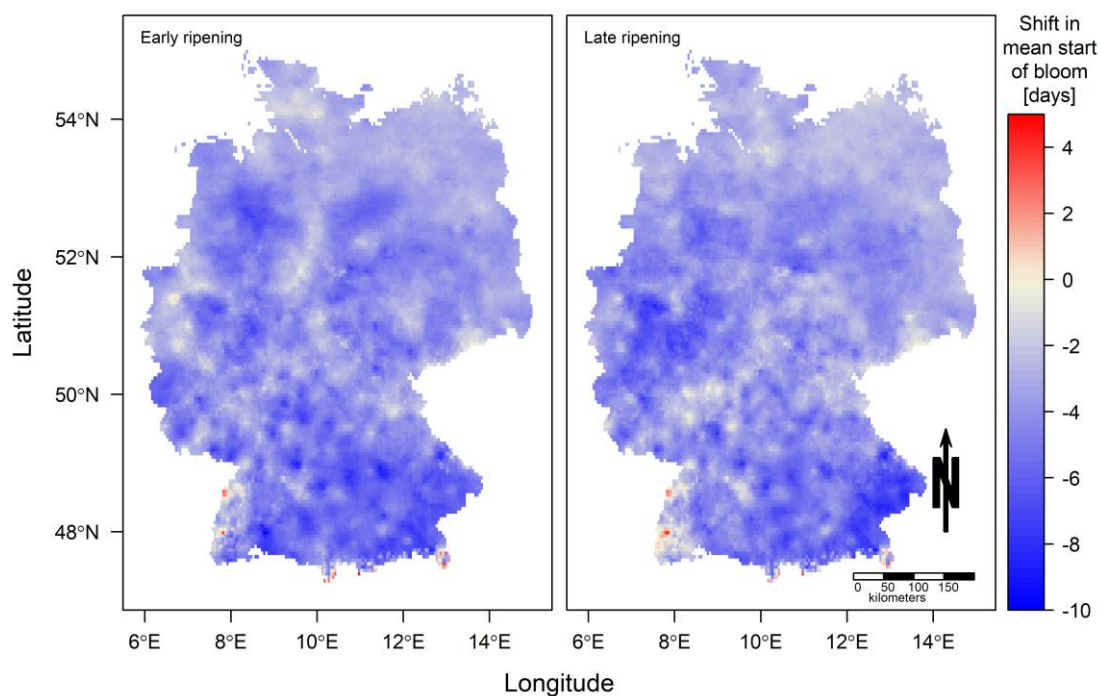 Early ripening
Late ripening
Shift in
mean start
of bloom
[days]
54°N
52°N
50°N
48°N
Latitude
6°E 8°E 10°E 12°E 14°E
6°E 8°E 10°E 12°E 14°E
Longitude
4
2
0
-2
-4
-6
-8
-10
N
0 50 100 150
kilometers